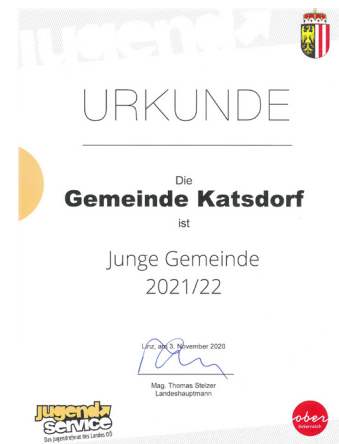 jugend
URKUNDE
Die
Gemeinde Katsdorf
ist
Junge Gemeinde
2021/22
Linz, am 3. November 2020
Mag. Thomas Stelzer
Landeshauptmann
jugend
service
Das Jugendreferat des Landes OÖ
ober
österreich